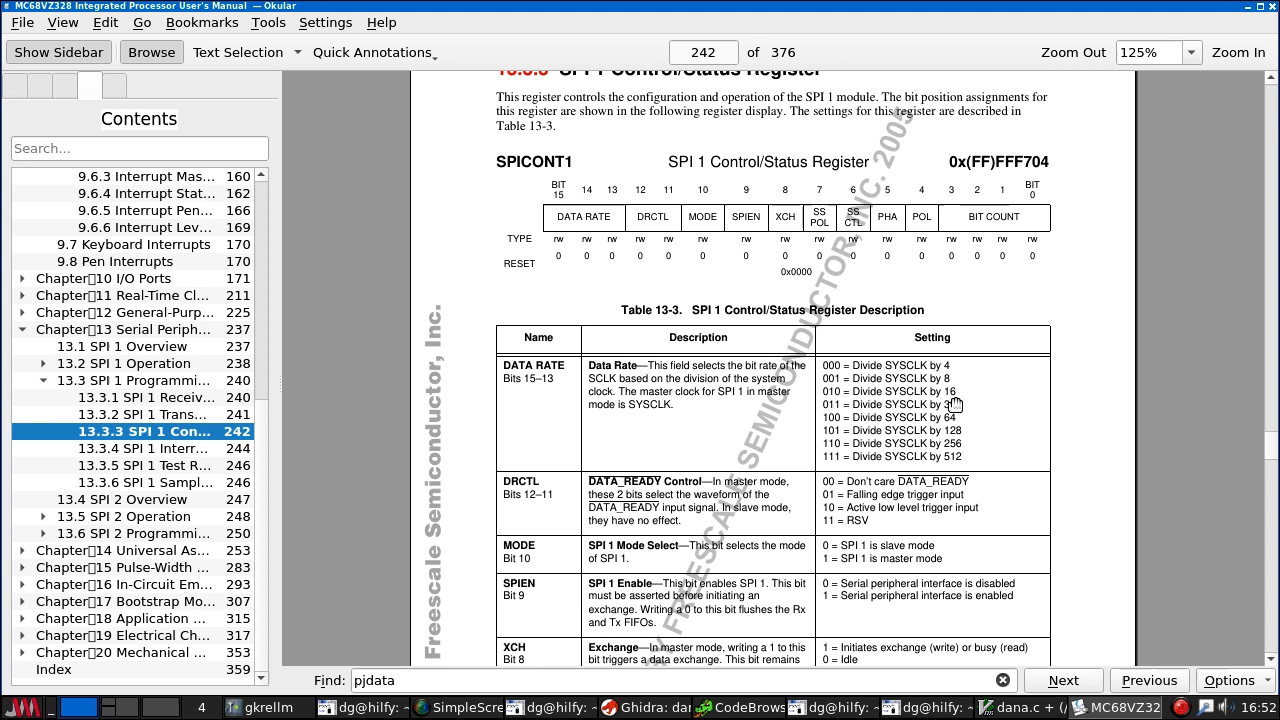 MC68VZ328 Integrated Processor User's Manual — Okular
File View Edit Go Bookmarks Tools Settings Help
Show Sidebar Browse Text Selection Quick Annotations 242 of 376 Zoom Out 125% Zoom In
Contents
Search...
9.6.3 Interrupt Mas... 160
9.6.4 Interrupt Stat... 162
9.6.5 Interrupt Pen... 166
9.6.6 Interrupt Lev... 169
9.7 Keyboard Interrupts 170
9.8 Pen Interrupts 170
Chapter▯10 I/O Ports 171
Chapter▯11 Real-Time Cl... 211
Chapter▯12 General-Purp... 225
Chapter▯13 Serial Periph... 237
13.1 SPI 1 Overview 237
13.2 SPI 1 Operation 238
13.3 SPI 1 Programmi... 240
13.3.1 SPI 1 Receiv... 240
13.3.2 SPI 1 Trans... 241
13.3.3 SPI 1 Con... 242
13.3.4 SPI 1 Interr... 244
13.3.5 SPI 1 Test R... 246
13.3.6 SPI 1 Sampl... 246
13.4 SPI 2 Overview 247
13.5 SPI 2 Operation 248
13.6 SPI 2 Programmi... 250
Chapter▯14 Universal As... 253
Chapter▯15 Pulse-Width ... 283
Chapter▯16 In-Circuit Em... 293
Chapter▯17 Bootstrap Mo... 307
Chapter▯18 Application ... 315
Chapter▯19 Electrical Ch... 317
Chapter▯20 Mechanical ... 353
Index 359
13.3.3 SPI 1 Control/Status Register
This register controls the configuration and operation of the SPI 1 module. The bit position assignments for
this register are shown in the following register display. The settings for this register are described in
Table 13-3.
SPICONT1 SPI 1 Control/Status Register 0x(FF)FFF704
BIT 15 14 13 12 11 10 9 8 7 6 5 4 3 2 1 BIT 0
DATA RATE DRCTL MODE SPIEN XCH SS POL SS CTL PHA POL BIT COUNT
TYPE rw rw rw rw rw rw rw rw rw rw rw rw rw rw rw rw
RESET 0 0 0 0 0 0 0 0 0 0 0 0 0 0 0 0
0x0000
Table 13-3. SPI 1 Control/Status Register Description
Name Description Setting
DATA RATE
Bits 15–13
Data Rate—This field selects the bit rate of the
SCLK based on the division of the system
clock. The master clock for SPI 1 in master
mode is SYSCLK.
000 = Divide SYSCLK by 4
001 = Divide SYSCLK by 8
010 = Divide SYSCLK by 16
011 = Divide SYSCLK by
100 = Divide SYSCLK by 64
101 = Divide SYSCLK by 128
110 = Divide SYSCLK by 256
111 = Divide SYSCLK by 512
DRCTL
Bits 12–11
DATA_READY Control—In master mode,
these 2 bits select the waveform of the
DATA_READY input signal. In slave mode,
they have no effect.
00 = Don't care DATA_READY
01 = Falling edge trigger input
10 = Active low level trigger input
11 = RSV
MODE
Bit 10
SPI 1 Mode Select—This bit selects the mode
of SPI 1.
0 = SPI 1 is slave mode
1 = SPI 1 is master mode
SPIEN
Bit 9
SPI 1 Enable—This bit enables SPI 1. This bit
must be asserted before initiating an
exchange. Writing a 0 to this bit flushes the Rx
and Tx FIFOs.
0 = Serial peripheral interface is disabled
1 = Serial peripheral interface is enabled
XCH
Bit 8
Exchange—In master mode, writing a 1 to this
bit triggers a data exchange. This bit remains
1 = Initiates exchange (write) or busy (read)
0 = Idle
Freescale Semiconductor, Inc.
BY FREESCALE SEMICONDUCTOR, INC. 2005
Find: pjdata Next Previous Options
4 gkrellm dg@hilfy: ~ SimpleScre dg@hilfy: ~ Ghidra: dar CodeBrows dg@hilfy: ~ dg@hilfy: ~ dana.c + (/ MC68VZ32 16:52